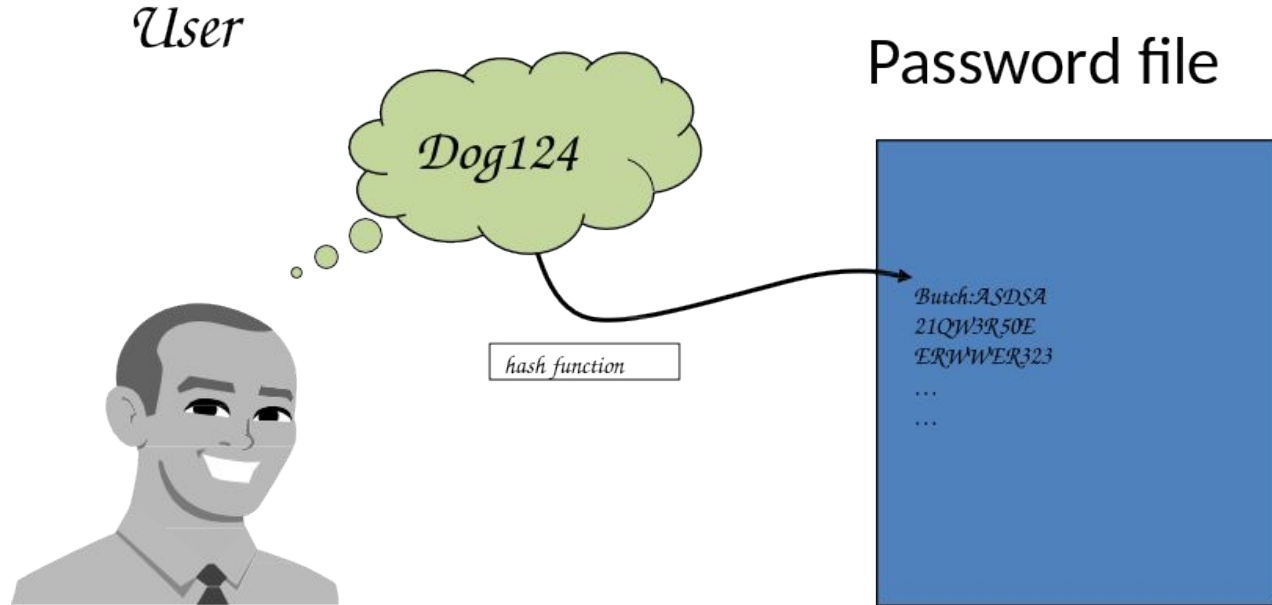 User
Password file
Dog124
Butch:ASDSA
21QW3R50E
ERWWER323
...
...
hash function